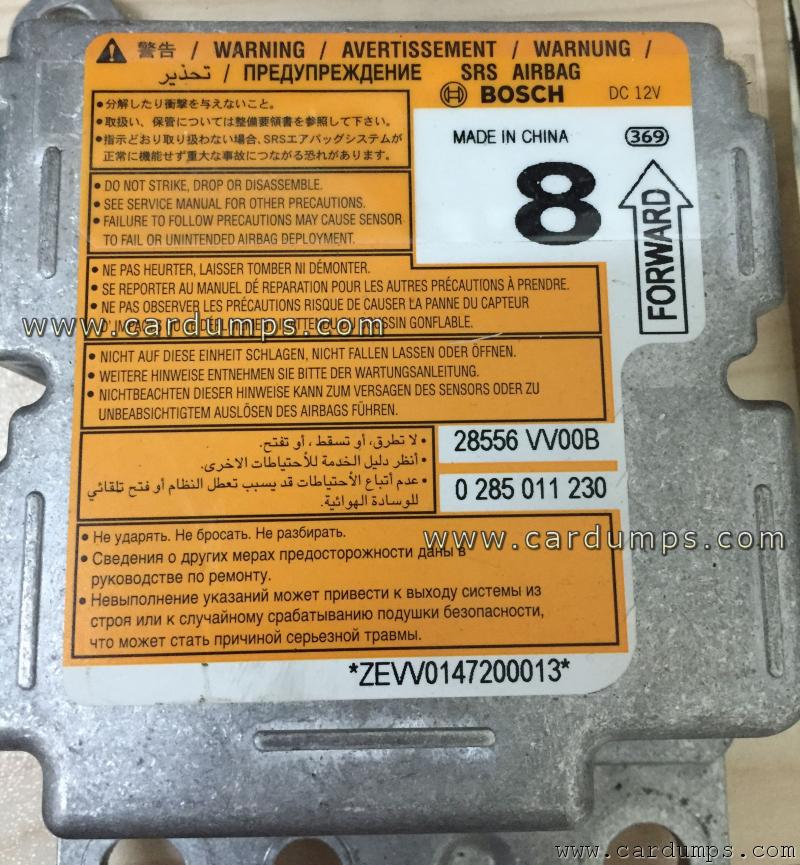 警告 / WARNING / AVERTISSEMENT / WARNUNG /
تحذير / ПРЕДУПРЕЖДЕНИЕ SRS AIRBAG
BOSCH DC 12V
MADE IN CHINA 369
8
FORWARD
•分解したり衝撃を与えないこと。
•取扱い、保管については整備要領書を参照して下さい。
•指示どおり取り扱わない場合、SRSエアバッグシステムが
正常に機能せず重大な事故につながる恐れがあります。
• DO NOT STRIKE, DROP OR DISASSEMBLE.
• SEE SERVICE MANUAL FOR OTHER PRECAUTIONS.
• FAILURE TO FOLLOW PRECAUTIONS MAY CAUSE SENSOR
TO FAIL OR UNINTENDED AIRBAG DEPLOYMENT.
• NE PAS HEURTER, LAISSER TOMBER NI DÉMONTER.
• SE REPORTER AU MANUEL DE RÉPARATION POUR LES AUTRES PRÉCAUTIONS À PRENDRE.
• NE PAS OBSERVER LES PRÉCAUTIONS RISQUE DE CAUSER LA PANNE DU CAPTEUR
GONFLABLE.
www.cardumps.com
• NICHT AUF DIESE EINHEIT SCHLAGEN, NICHT FALLEN LASSEN ODER ÖFFNEN.
• WEITERE HINWEISE ENTNEHMEN SIE BITTE DER WARTUNGSANLEITUNG.
• NICHTBEACHTEN DIESER HINWEISE KANN ZUM VERSAGEN DES SENSORS ODER ZU
UNBEABSICHTIGTEM AUSLÖSEN DES AIRBAGS FÜHREN.
• لا تطرق، أو تسقط، أو تفتح.
• أنظر دليل الخدمة للأحتياطات الاخرى.
• عدم أتباع الأحتياطات قد يسبب تعطل النظام أو فتح تلقائي
للوسادة الهوائية.
28556 VV00B
0 285 011 230
• Не ударять. Не бросать. Не разбирать.
• Сведения о других мерах предосторожности даны в
руководстве по ремонту.
• Невыполнение указаний может привести к выходу системы из
строя или к случайному срабатыванию подушки безопасности,
что может стать причиной серьезной травмы.
www.cardumps.com
*ZEVV0147200013*
www.cardumps.com